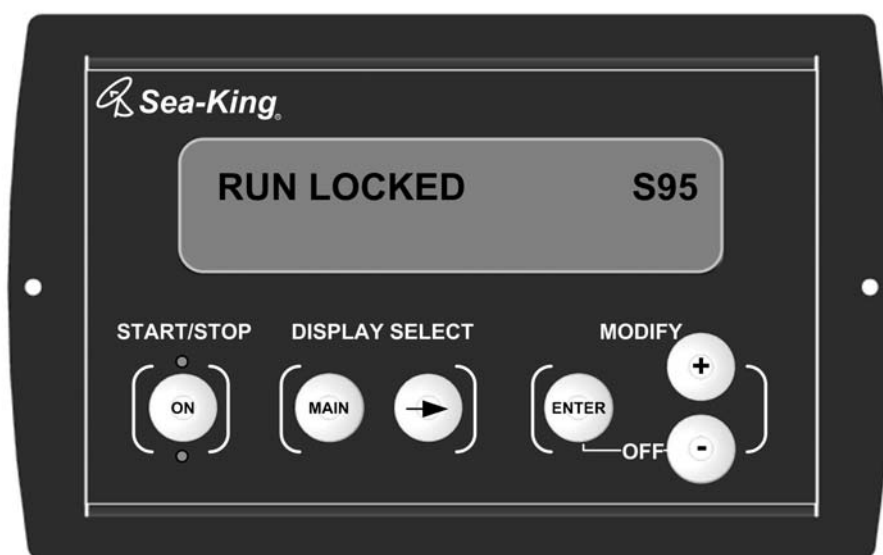 Sea-King®
RUN LOCKED S95
START/STOP DISPLAY SELECT MODIFY
ON MAIN ENTER + -
OFF